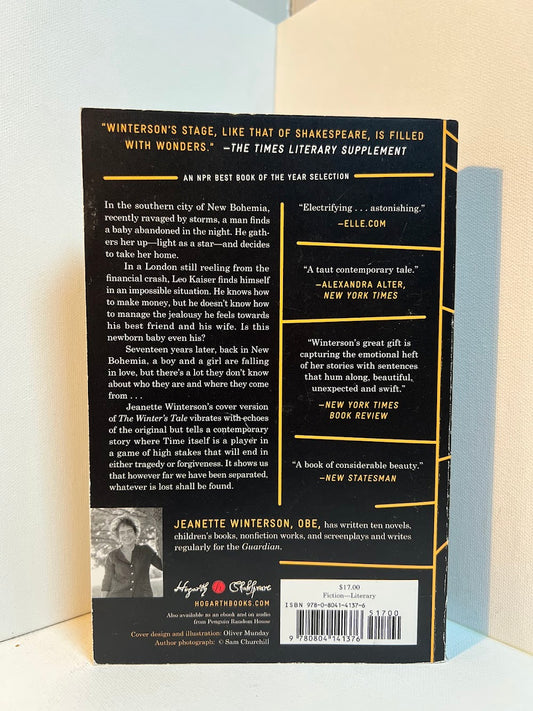 “WINTERSON’S STAGE, LIKE THAT OF SHAKESPEARE, IS FILLED
WITH WONDERS.” —THE TIMES LITERARY SUPPLEMENT
AN NPR BEST BOOK OF THE YEAR SELECTION
In the southern city of New Bohemia,
recently ravaged by storms, a man finds
a baby abandoned in the night. He gath-
ers her up—light as a star—and decides
to take her home.
In a London still reeling from the
financial crash, Leo Kaiser finds himself
in an impossible situation. He knows how
to make money, but he doesn’t know how
to manage the jealousy he feels towards
his best friend and his wife. Is this
newborn baby even his?
Seventeen years later, back in New
Bohemia, a boy and a girl are falling
in love, but there’s a lot they don’t know
about who they are and where they come
from . . .
Jeanette Winterson’s cover version
of The Winter’s Tale vibrates with echoes
of the original but tells a contemporary
story where Time itself is a player in
a game of high stakes that will end in
either tragedy or forgiveness. It shows us
that however far we have been separated,
whatever is lost shall be found.
“Electrifying . . . astonishing.”
—ELLE.COM
“A taut contemporary tale.”
—ALEXANDRA ALTER,
NEW YORK TIMES
“Winterson’s great gift is
capturing the emotional heft
of her stories with sentences
that hum along, beautiful,
unexpected and swift.”
—NEW YORK TIMES
BOOK REVIEW
“A book of considerable beauty.”
—NEW STATESMAN
JEANETTE WINTERSON, OBE, has written ten novels,
children’s books, nonfiction works, and screenplays and writes
regularly for the Guardian.
Hogarth Shakespeare
HOGARTHBOOKS.COM
Also available as an ebook and on audio
from Penguin Random House
Cover design and illustration: Oliver Munday
Author photograph: © Sam Churchill
$17.00
Fiction—Literary
ISBN 978-0-8041-4137-6
51700
9 780804 141376